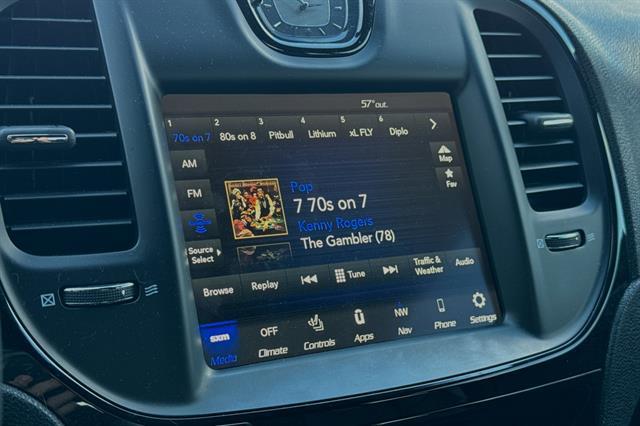 57° out.
1 2 3 4 5 6
70s on 7 80s on 8 Pitbull Lithium xL FLY Diplo
AM
Map
FM
Fav
Pop
7 70s on 7
Kenny Rogers
Source Select
The Gambler (78)
Browse Replay Tune Traffic & Weather Audio
sxm OFF NW
Media Climate Controls Apps Nav Phone Settings